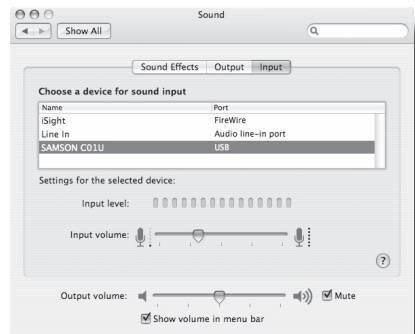 Sound
Show All
Sound Effects Output Input
Choose a device for sound input
Name Port
iSight FireWire
Line In Audio line-in port
SAMSON C01U USB
Settings for the selected device:
Input level:
Input volume:
?
Output volume: Mute
Show volume in menu bar